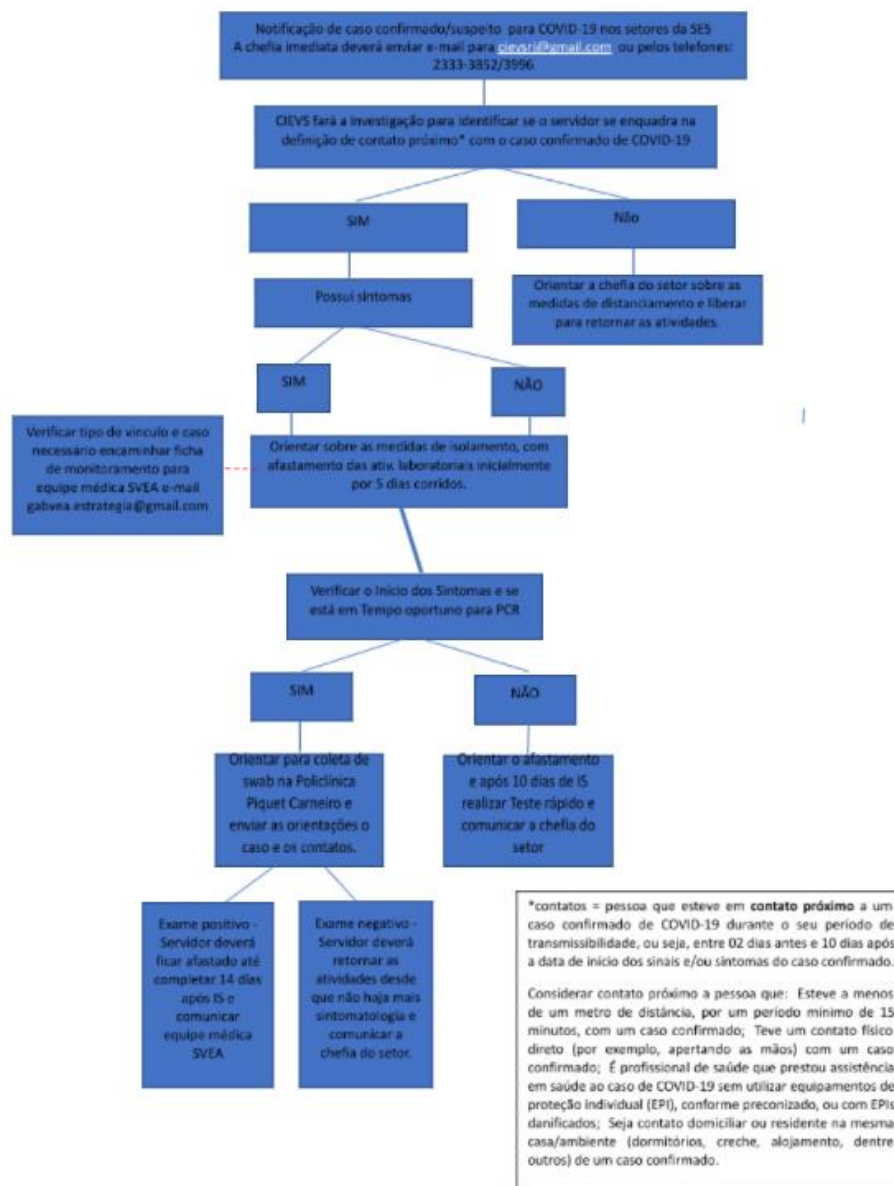 Notificação de caso confirmado/suspeito para COVID-19 nos setores da SES
A chefia imediata deverá enviar e-mail para cievsrj@gmail.com ou pelos telefones:
2333-3852/3996
CIEVS fará a investigação para identificar se o servidor se enquadra na
definição de contato próximo* com o caso confirmado de COVID-19
SIM
Não
Possui sintomas
Orientar a chefia do setor sobre as
medidas de distanciamento e liberar
para retornar as atividades.
SIM
NÃO
Verificar tipo de vinculo e caso
necessário encaminhar ficha
de monitoramento para
equipe médica SVEA e-mail
gabvea.estrategia@gmail.com
Orientar sobre as medidas de isolamento, com
afastamento das ativ. laboratoriais inicialmente
por 5 dias corridos.
Verificar o Início dos Sintomas e se
está em Tempo oportuno para PCR
SIM
NÃO
Orientar para coleta de
swab na Policlínica
Piquet Carneiro e
enviar as orientações o
caso e os contatos.
Orientar o afastamento
e após 10 dias de IS
realizar Teste rápido e
comunicar a chefia do
setor
Exame positivo -
Servidor deverá
ficar afastado até
completar 14 dias
após IS e
comunicar
equipe médica
SVEA
Exame negativo -
Servidor deverá
retornar as
atividades desde
que não haja mais
sintomatologia e
comunicar a
chefia do setor.
*contatos = pessoa que esteve em contato próximo a um
caso confirmado de COVID-19 durante o seu período de
transmissibilidade, ou seja, entre 02 dias antes e 10 dias após
a data de início dos sinais e/ou sintomas do caso confirmado.
Considerar contato próximo a pessoa que: Esteve a menos
de um metro de distância, por um período mínimo de 15
minutos, com um caso confirmado; Teve um contato físico
direto (por exemplo, apertando as mãos) com um caso
confirmado; É profissional de saúde que prestou assistência
em saúde ao caso de COVID-19 sem utilizar equipamentos de
proteção individual (EPI), conforme preconizado, ou com EPIs
danificados; Seja contato domiciliar ou residente na mesma
casa/ambiente (dormitórios, creche, alojamento, dentre
outros) de um caso confirmado.